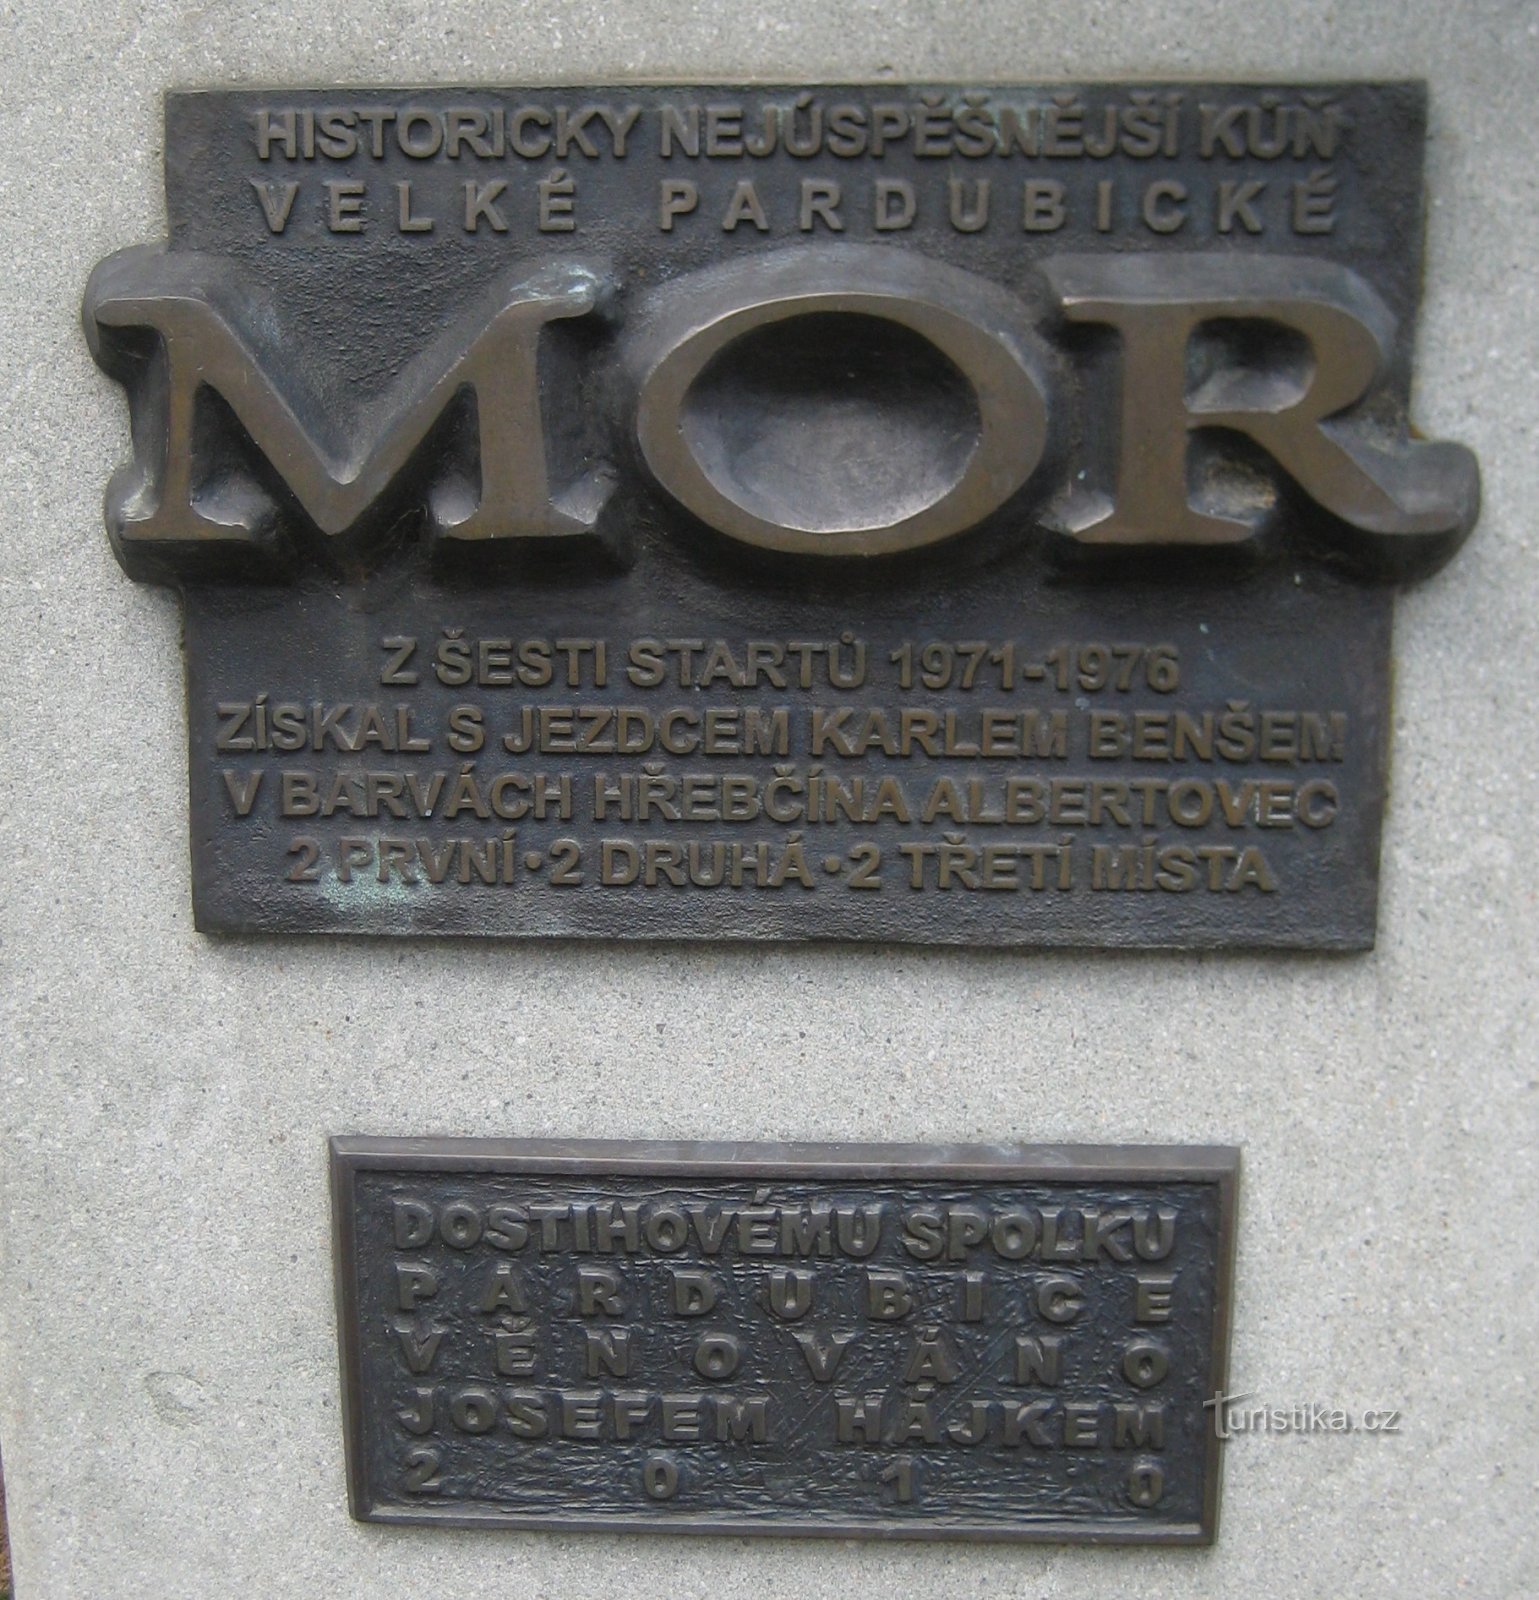 HISTORICKY NEJÚSPĚŠNĚJŠÍ KŮŇ
VELKÉ PARDUBICKÉ
MOR
Z ŠESTI STARTŮ 1971-1976
ZÍSKAL S JEZDCEM KARLEM BENŠEM
V BARVÁCH HŘEBČÍNA ALBERTOVEC
2 PRVNÍ • 2 DRUHÁ • 2 TŘETÍ MÍSTA
DOSTIHOVÉMU SPOLKU
PARDUBICE
VĚNOVÁNO
JOSEFEM HÁJKEM
2010
Turistika.cz